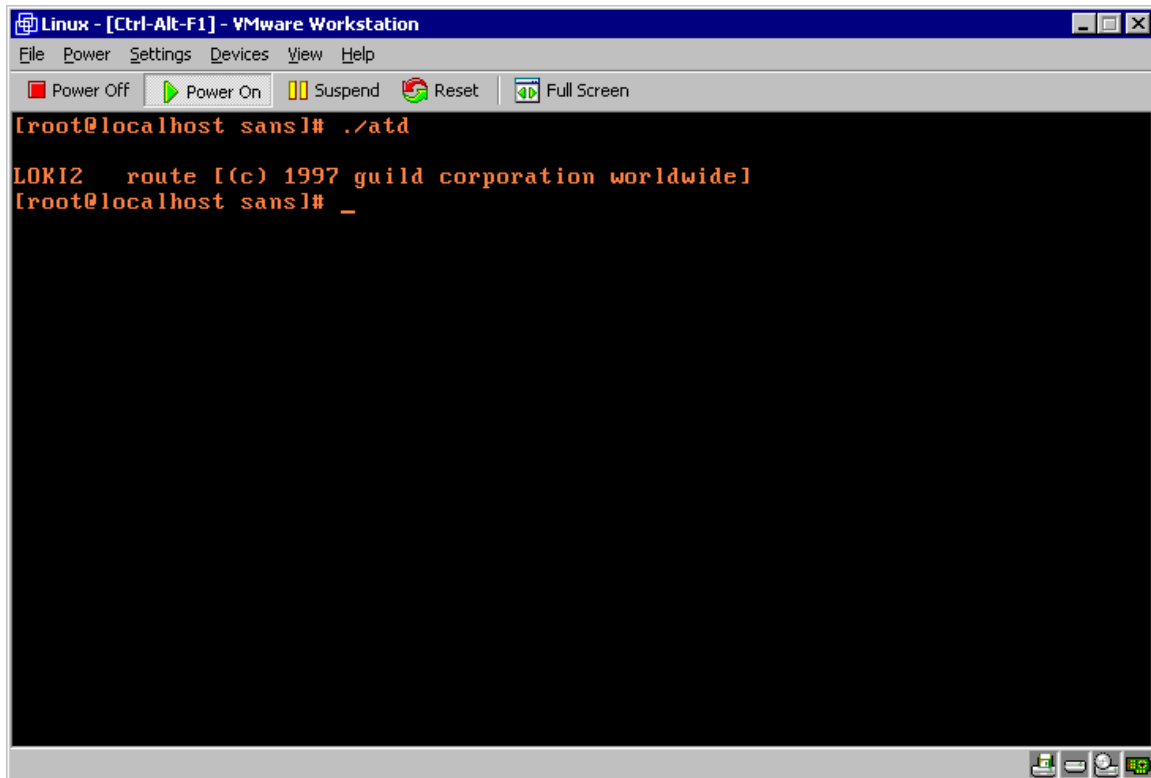 Linux - [Ctrl-Alt-F1] - VMware Workstation
File Power Settings Devices View Help
Power Off Power On Suspend Reset Full Screen
[root@localhost sans]# ./atd
LOKI2 route [(c) 1997 guild corporation worldwide]
[root@localhost sans]# _